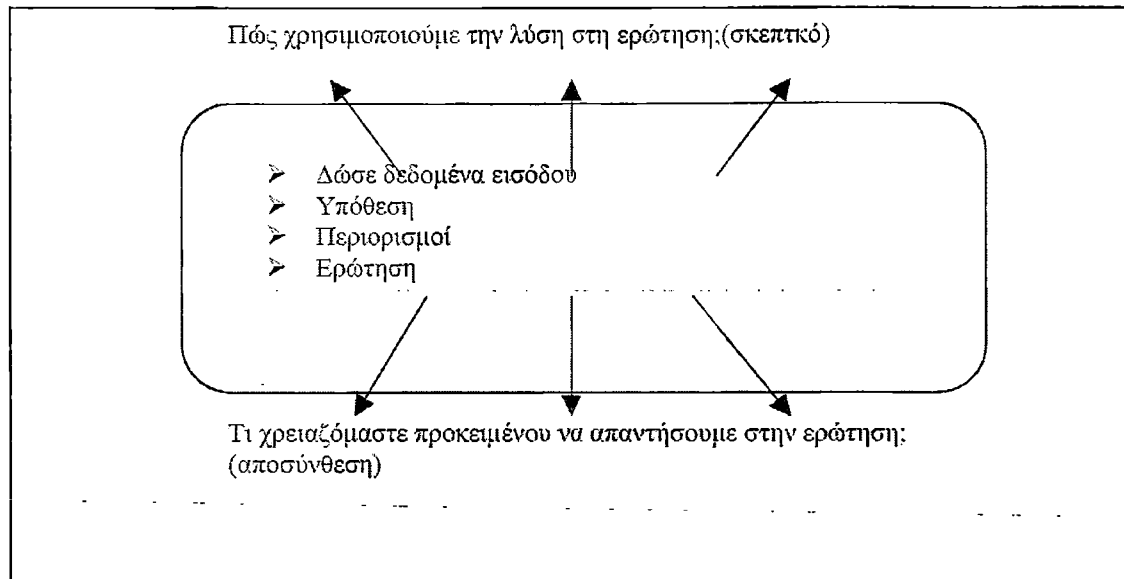 Πώς χρησιμοποιούμε την λύση στη ερώτηση;(σκεπτκό)
➢ Δώσε δεδομένα εισόδου
➢ Υπόθεση
➢ Περιορισμοί
➢ Ερώτηση
Τι χρειαζόμαστε προκειμένου να απαντήσουμε στην ερώτηση;
(αποσύνθεση)